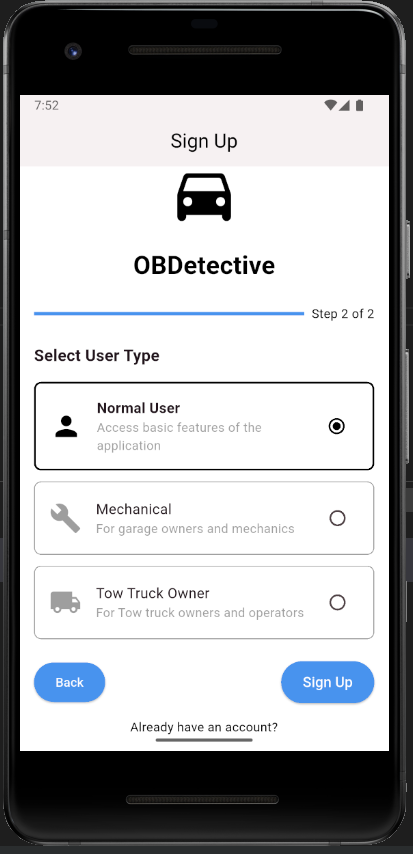 7:52
Sign Up
OBDetective
Step 2 of 2
Select User Type
Normal User
Access basic features of the
application
Mechanical
For garage owners and mechanics
Tow Truck Owner
For Tow truck owners and operators
Back
Sign Up
Already have an account?